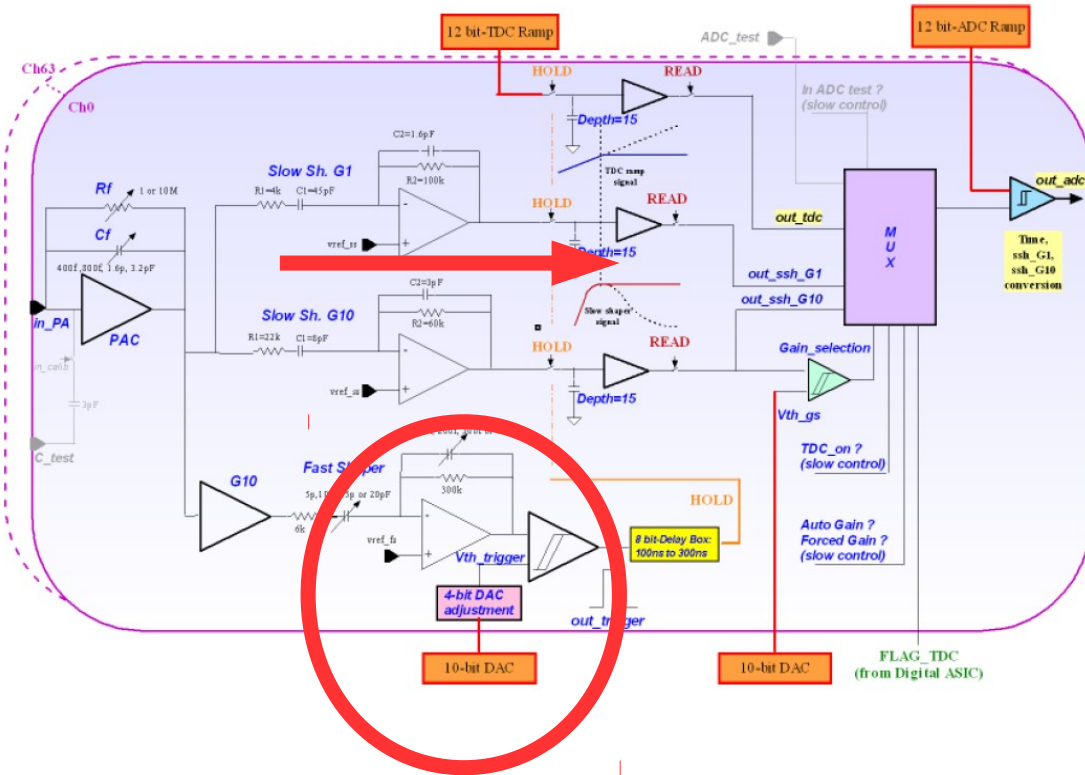 12 bit-TDC Ramp
12 bit-ADC Ramp
ADC_test
Ch63
Ch0
HOLD
READ
In ADC test ?
(slow control)
Depth=15
C2=1.6pF
R2=100k
Slow Sh. G1
R1=4k
C1=45pF
vref_ss
TDC ramp
signal
Rf
1 or 10M
Cf
400f,800f, 1.6p, 3.2pF
HOLD
READ
Depth=15
out_tdc
out_adc
M
U
X
Time,
ssh_G1,
ssh_G10
conversion
out_ssh_G1
out_ssh_G10
in_PA
PAC
Slow Sh. G10
R1=22k
C1=8pF
C2=3pF
R2=60k
vref_ss
Slow shaper
signal
HOLD
READ
Depth=15
Gain_selection
Vth_gs
in_calib
3pF
C_test
G10
Fast Shaper
6k
300k
Vth_trigger
4-bit DAC
adjustment
10-bit DAC
out_trigger
8 bit-Delay Box:
100ns to 300ns
HOLD
TDC_on ?
(slow control)
Auto Gain ?
Forced Gain ?
(slow control)
10-bit DAC
FLAG_TDC
(from Digital ASIC)